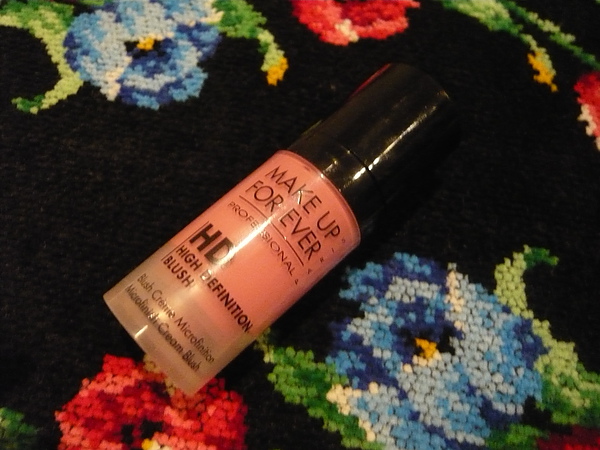 MAKE UP
FOR EVER
PROFESSIONAL
HD
HIGH DEFINITION
BLUSH
Blush Crème Microfinition
Microfinish Cream Blush